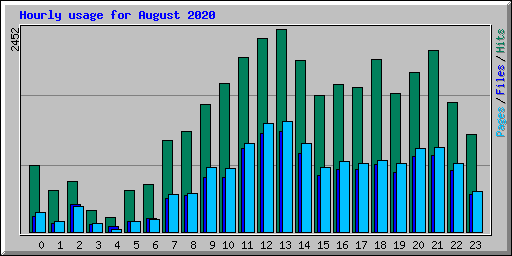 Hourly usage for August 2020
2452
Pages / Files / Hits
0 1 2 3 4 5 6 7 8 9 10 11 12 13 14 15 16 17 18 19 20 21 22 23